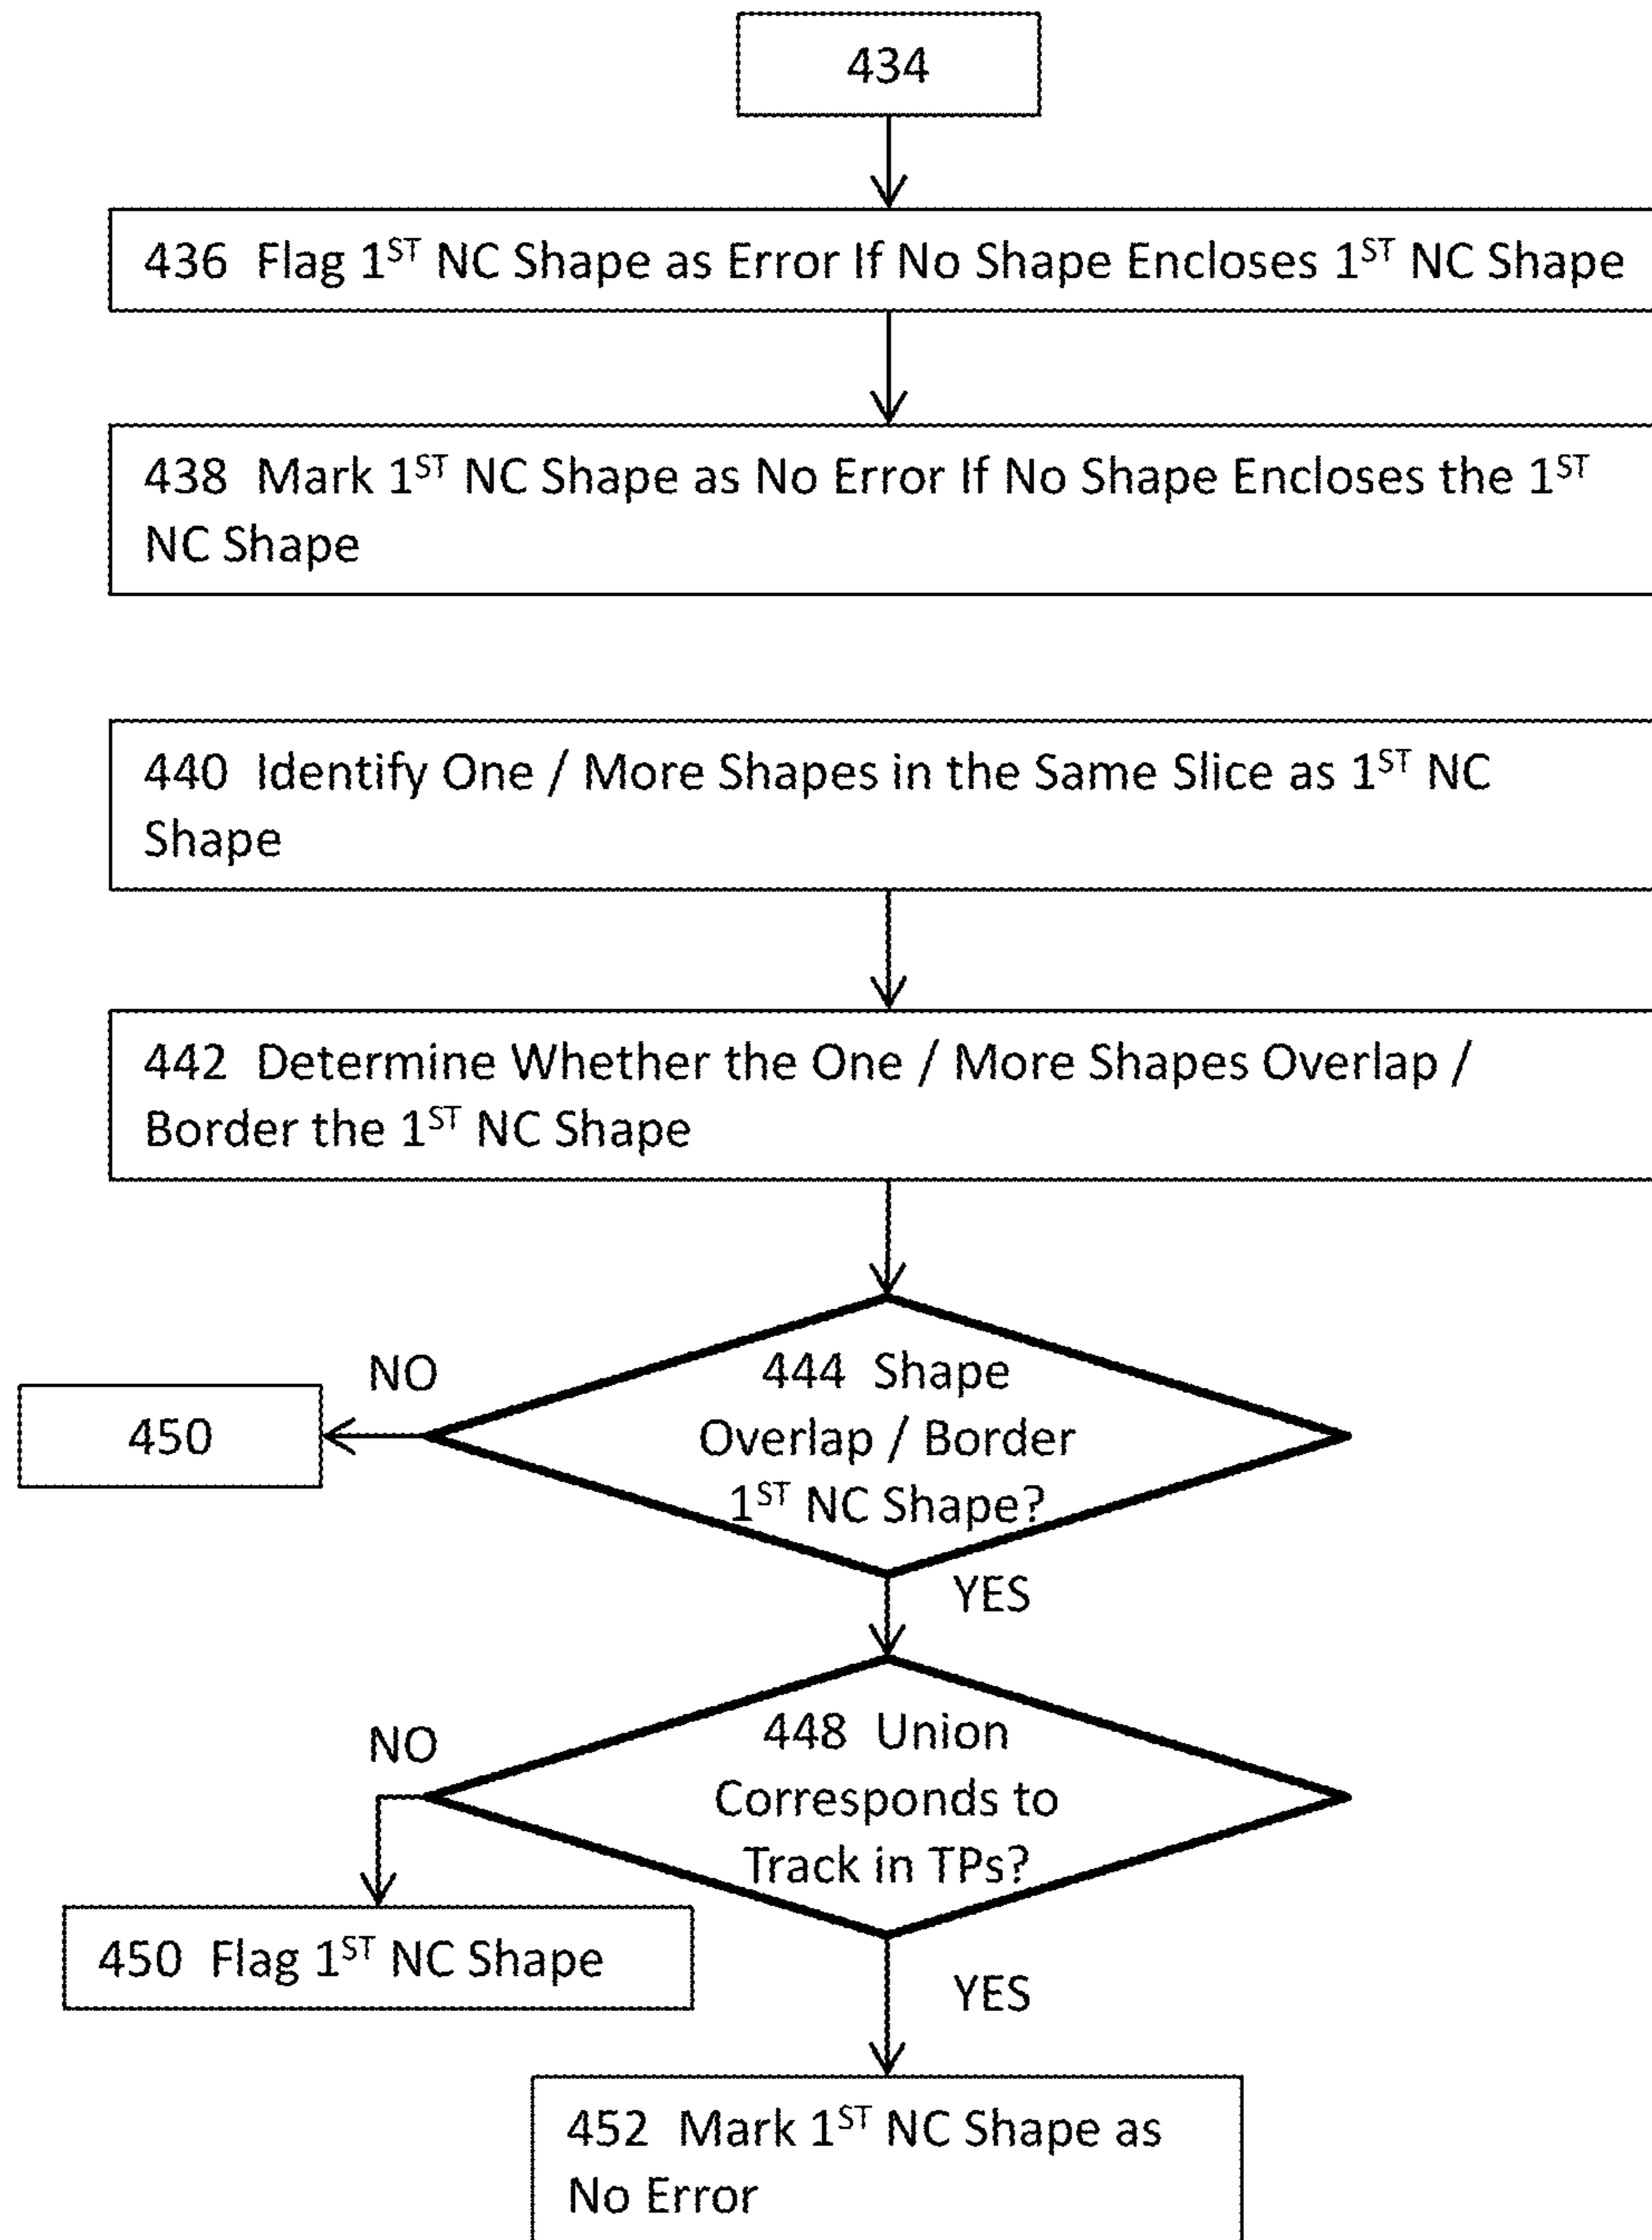 434
436 Flag 1ST NC Shape as Error If No Shape Encloses 1ST NC Shape
438 Mark 1ST NC Shape as No Error If No Shape Encloses the 1ST
NC Shape
440 Identify One / More Shapes in the Same Slice as 1ST NC
Shape
442 Determine Whether the One / More Shapes Overlap /
Border the 1ST NC Shape
444 Shape
Overlap / Border
1ST NC Shape?
NO
450
YES
448 Union
Corresponds to
Track in TPs?
NO
450 Flag 1ST NC Shape
YES
452 Mark 1ST NC Shape as
No Error